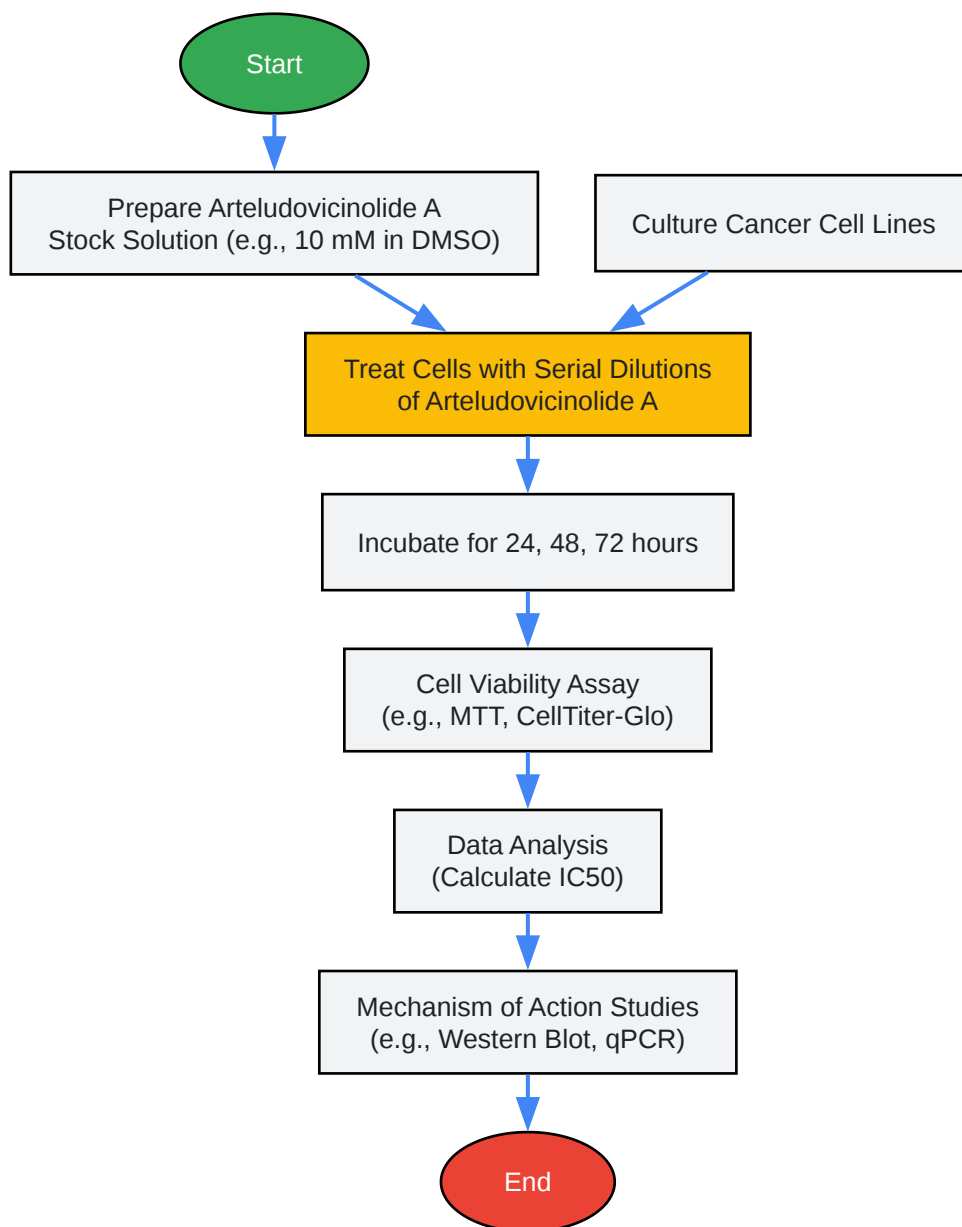 Start
Prepare Arteludovicinolide A
Stock Solution (e.g., 10 mM in DMSO)
Culture Cancer Cell Lines
Treat Cells with Serial Dilutions
of Arteludovicinolide A
Incubate for 24, 48, 72 hours
Cell Viability Assay
(e.g., MTT, CellTiter-Glo)
Data Analysis
(Calculate IC50)
Mechanism of Action Studies
(e.g., Western Blot, qPCR)
End